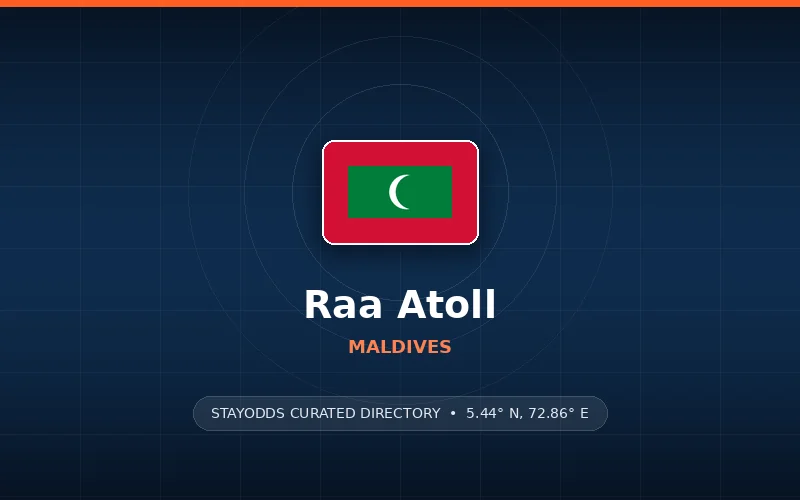 Raa Atoll
MALDIVES
STAYODDS CURATED DIRECTORY • 5.44° N, 72.86° E